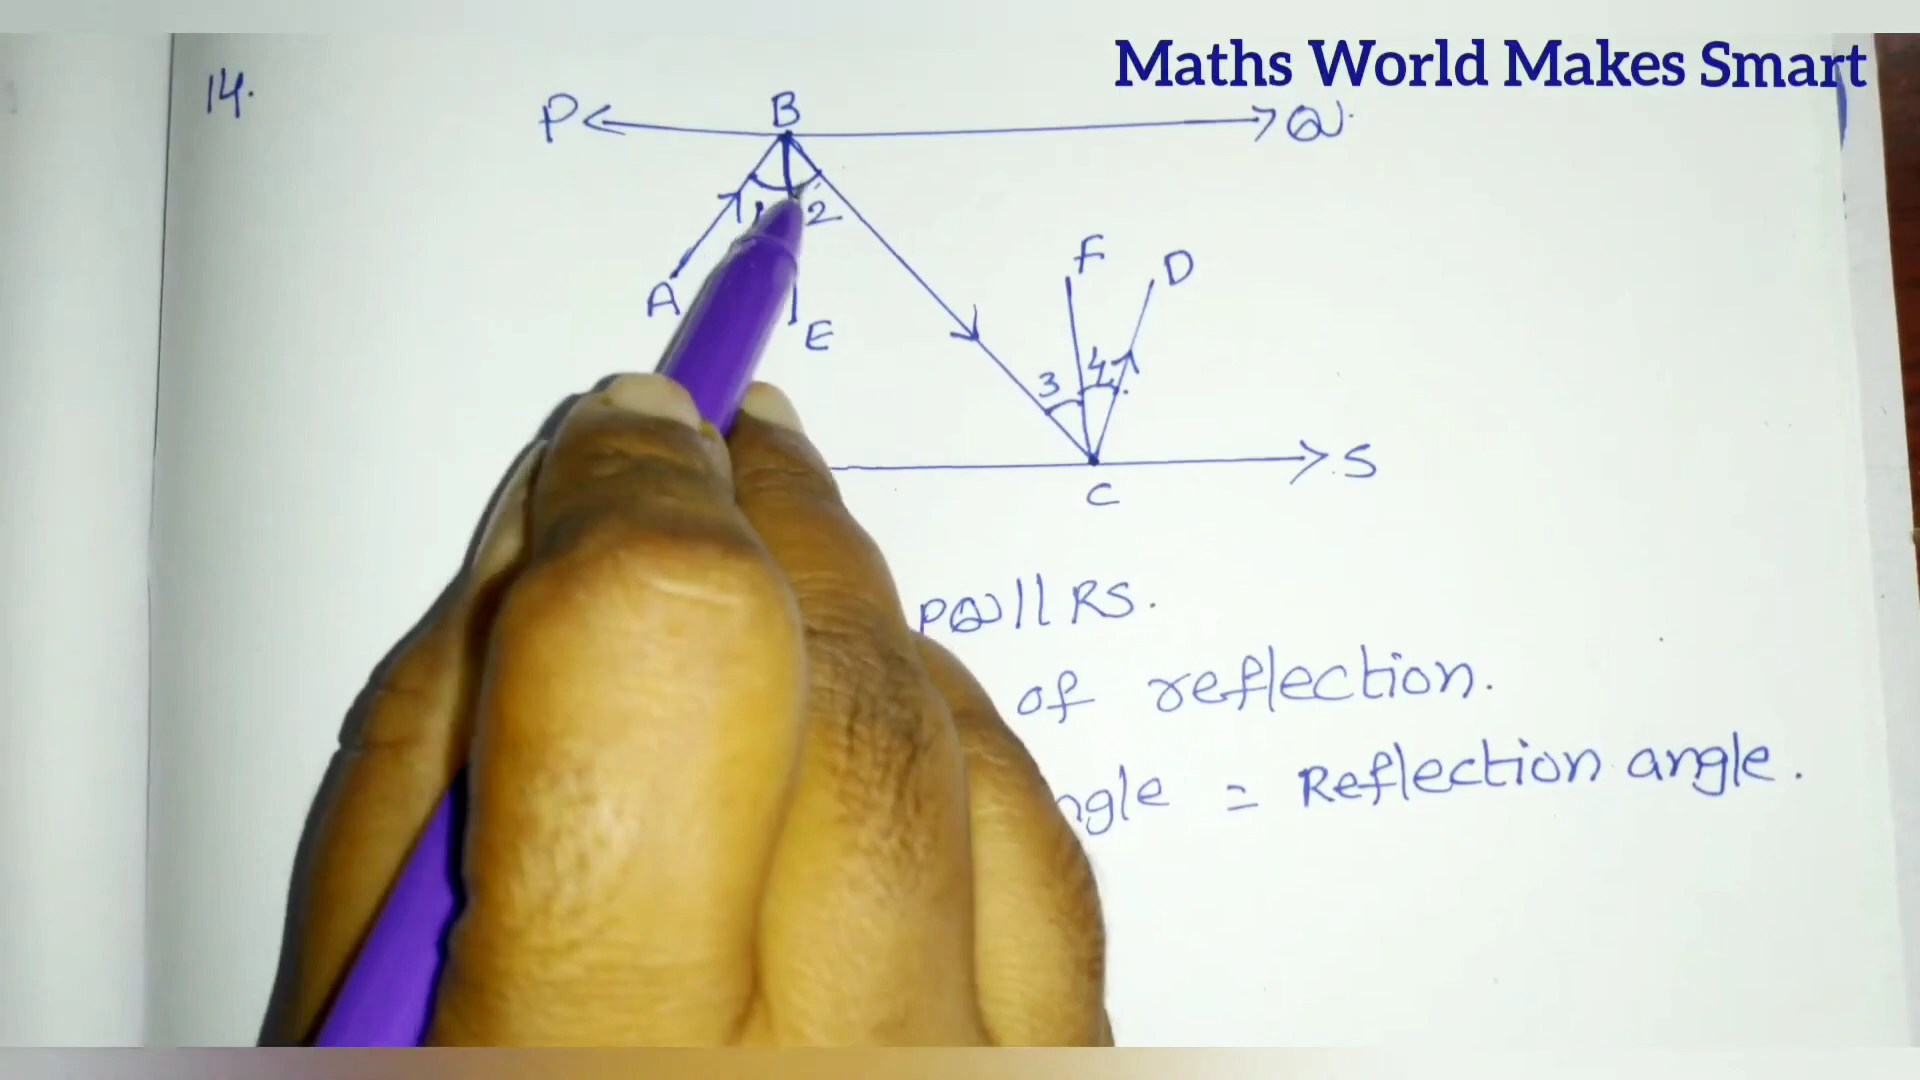 Maths World Makes Smart
14.
P B Q
1 2
A E F D
3 4
S
C
PQ || RS.
of reflection.
ngle = Reflection angle.